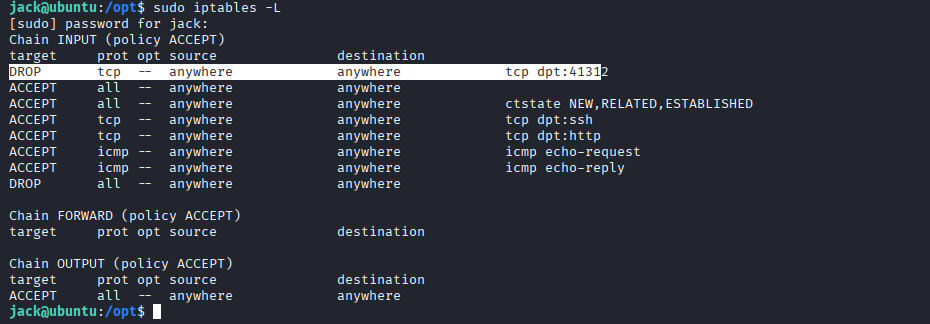 jack@ubuntu:/opt$ sudo iptables -L
[sudo] password for jack:
Chain INPUT (policy ACCEPT)
target     prot opt source               destination
DROP       tcp  --  anywhere             anywhere             tcp dpt:41312
ACCEPT     all  --  anywhere             anywhere
ACCEPT     all  --  anywhere             anywhere             ctstate NEW,RELATED,ESTABLISHED
ACCEPT     tcp  --  anywhere             anywhere             tcp dpt:ssh
ACCEPT     tcp  --  anywhere             anywhere             tcp dpt:http
ACCEPT     icmp --  anywhere             anywhere             icmp echo-request
ACCEPT     icmp --  anywhere             anywhere             icmp echo-reply
DROP       all  --  anywhere             anywhere

Chain FORWARD (policy ACCEPT)
target     prot opt source               destination

Chain OUTPUT (policy ACCEPT)
target     prot opt source               destination
ACCEPT     all  --  anywhere             anywhere
jack@ubuntu:/opt$